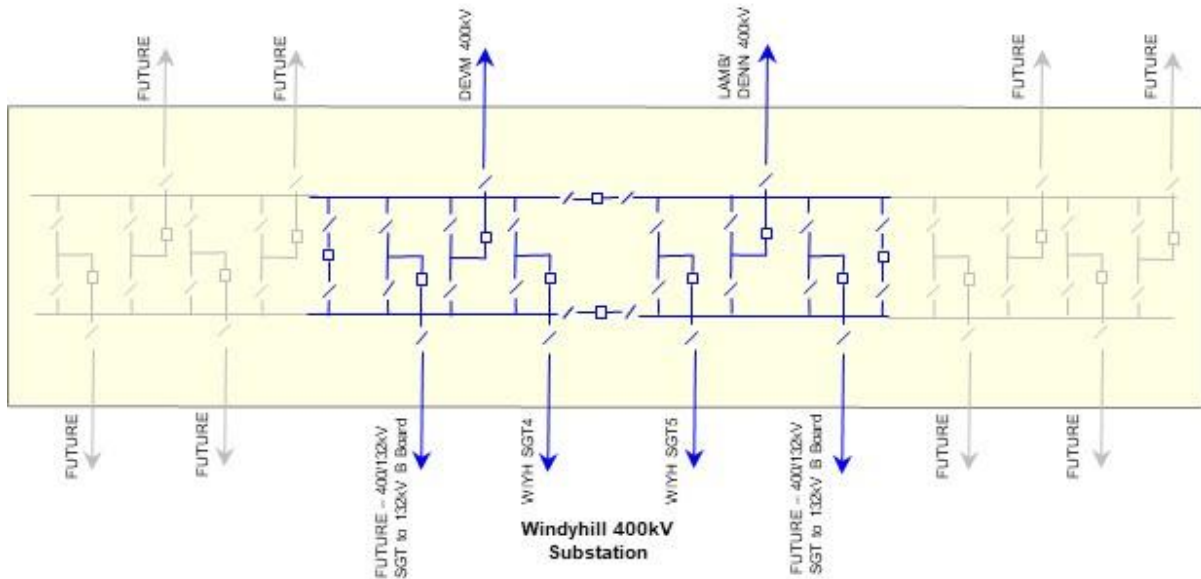 FUTURE
FUTURE
DEVM 400kV
LAMB/
DENN 400kV
FUTURE
FUTURE
FUTURE
FUTURE
FUTURE – 400/132kV
SGT to 132kV B Board
WIYH SGT4
WIYH SGT5
FUTURE – 400/132kV
SGT to 132kV B Board
FUTURE
FUTURE
Windyhill 400kV
Substation